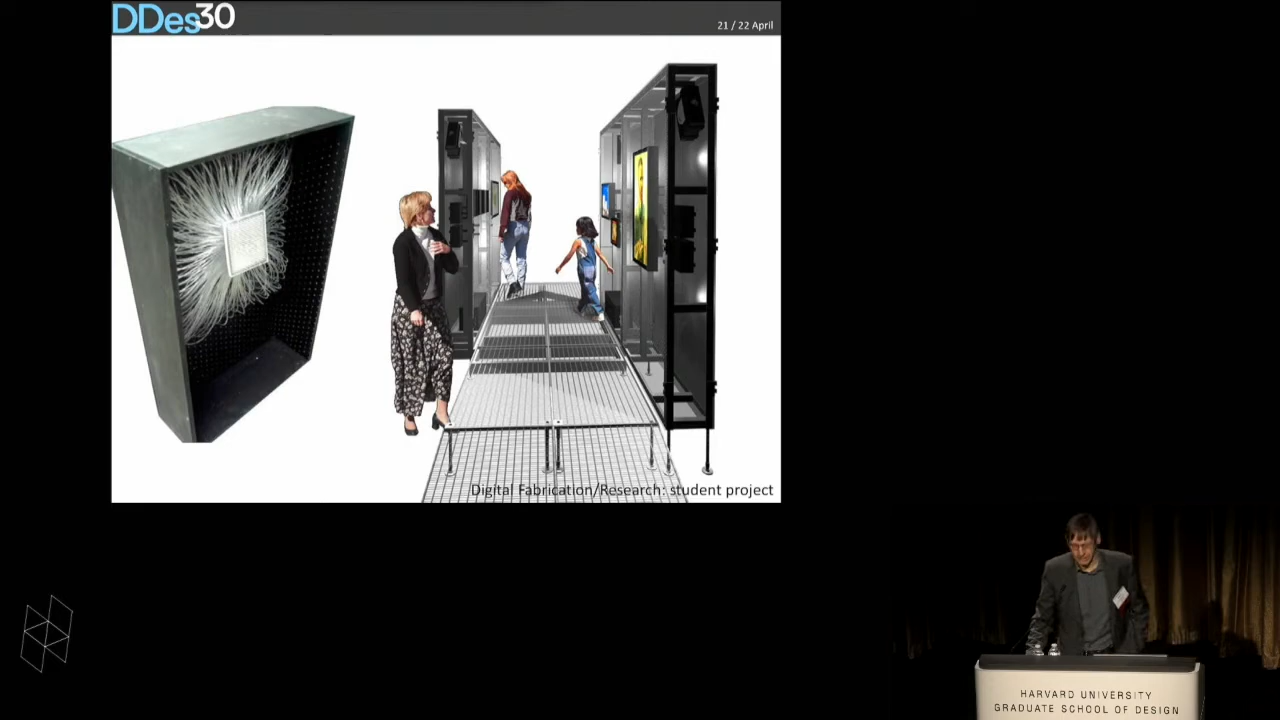 DDes30
21 / 22 April
Digital Fabrication/Research: student project
HARVARD UNIVERSITY
GRADUATE SCHOOL OF DESIGN